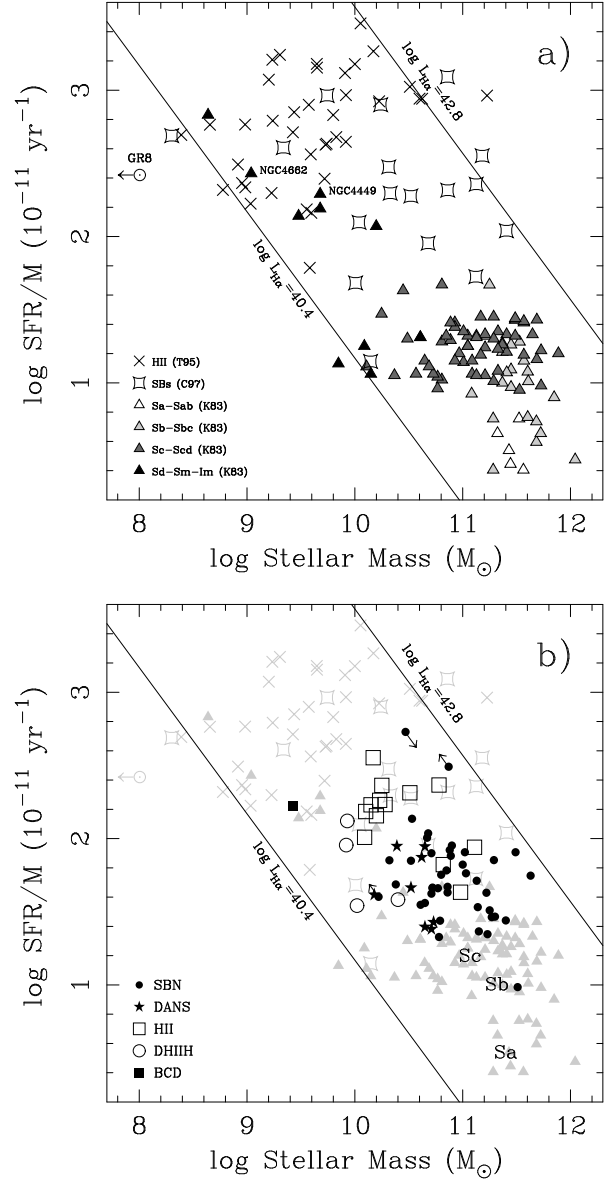 a)
log L_Hα=42.8
3
GR8
NGC4662
NGC4449
2
log L_Hα=40.4
HII (T95)
SBs (C97)
1
Sa-Sab (K83)
Sb-Sbc (K83)
Sc-Scd (K83)
Sd-Sm-Im (K83)
log SFR/M (10⁻¹¹ yr⁻¹)
8 9 10 11 12
log Stellar Mass (M☉)
b)
log L_Hα=42.8
3
2
log L_Hα=40.4
Sc
1
Sb
Sa
SBN
DANS
HII
DHIIH
BCD
log SFR/M (10⁻¹¹ yr⁻¹)
8 9 10 11 12
log Stellar Mass (M☉)